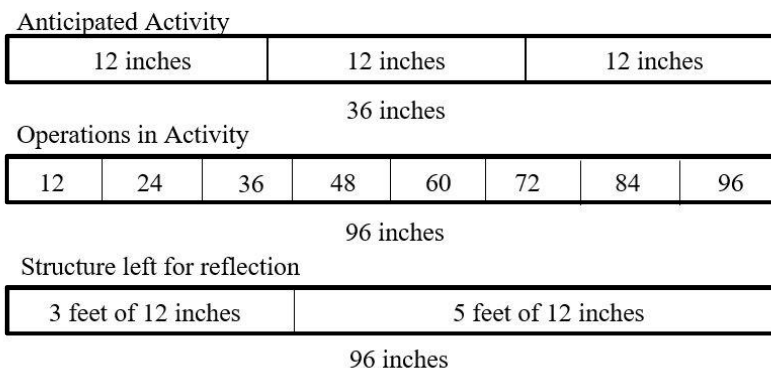 Anticipated Activity
12 inches 12 inches 12 inches
36 inches
Operations in Activity
12 24 36 48 60 72 84 96
96 inches
Structure left for reflection
3 feet of 12 inches 5 feet of 12 inches
96 inches